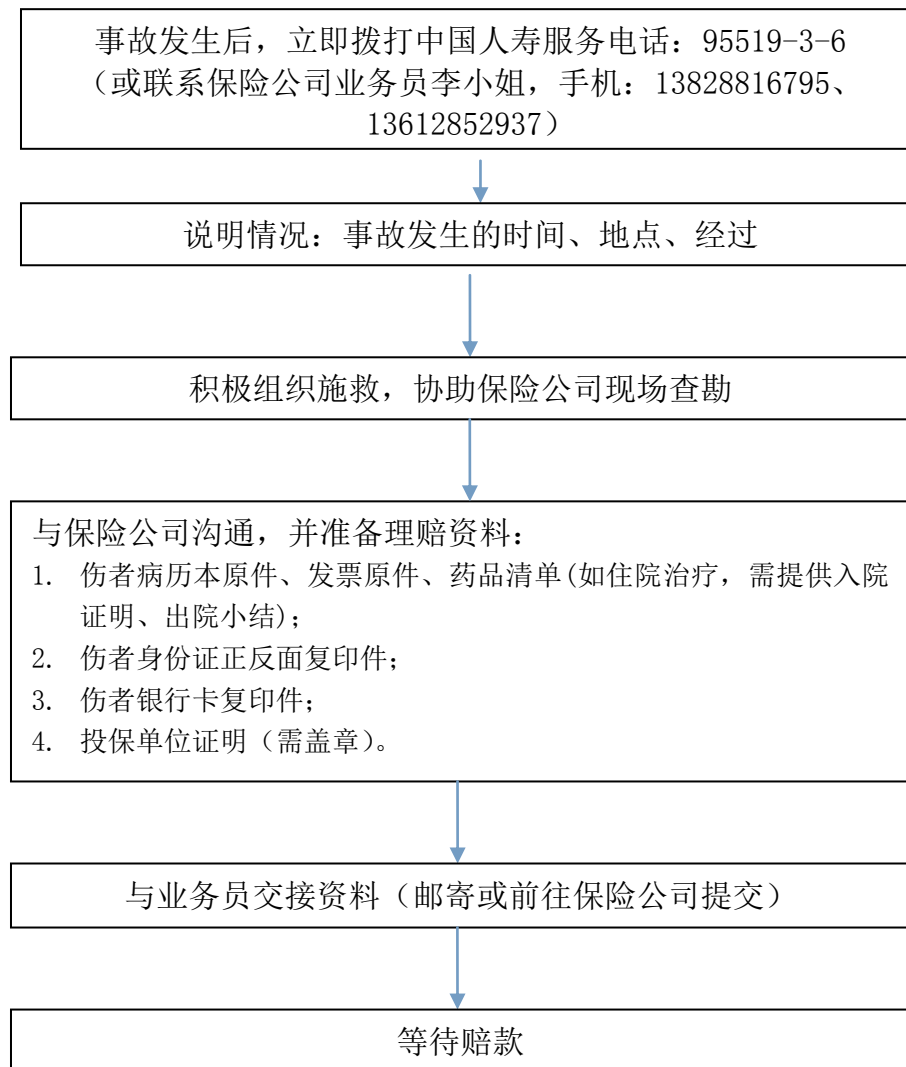 事故发生后，立即拨打中国人寿服务电话：95519-3-6
（或联系保险公司业务员李小姐，手机：13828816795、
13612852937）
说明情况：事故发生的时间、地点、经过
积极组织施救，协助保险公司现场查勘
与保险公司沟通，并准备理赔资料：
1. 伤者病历本原件、发票原件、药品清单(如住院治疗，需提供入院
证明、出院小结)；
2. 伤者身份证正反面复印件；
3. 伤者银行卡复印件；
4. 投保单位证明（需盖章）。
与业务员交接资料（邮寄或前往保险公司提交）
等待赔款